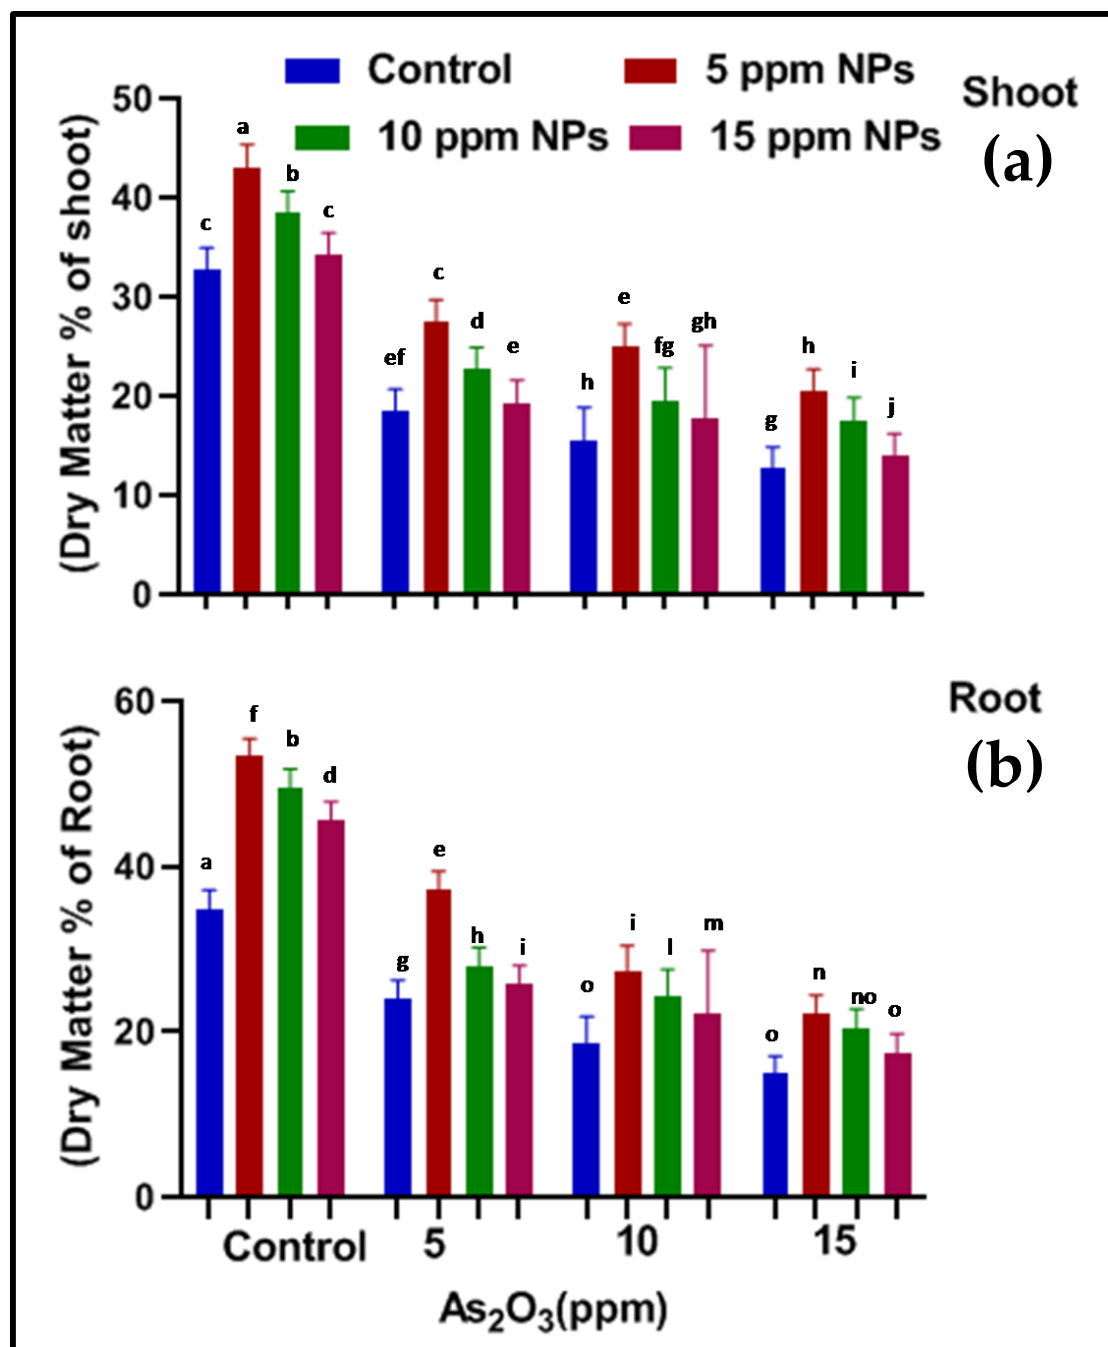 Control 5 ppm NPs
10 ppm NPs 15 ppm NPs
Shoot
(a)
(Dry Matter % of shoot)
50
40
30
20
10
0
c a b c
ef c d e
h e fg gh
g h i j
Root
(b)
(Dry Matter % of Root)
60
40
20
0
a f b d
g e h i
o i l m
o n no o
Control 5 10 15
As₂O₃(ppm)